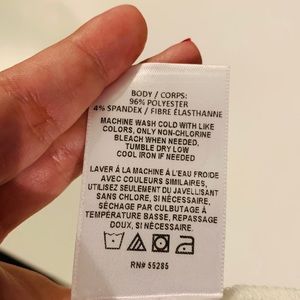 BODY / CORPS:
96% POLYESTER
4% SPANDEX / FIBRE ÉLASTHANNE
MACHINE WASH COLD WITH LIKE
COLORS, ONLY NON-CHLORINE
BLEACH WHEN NEEDED.
TUMBLE DRY LOW
COOL IRON IF NEEDED
LAVER À LA MACHINE À L'EAU FROIDE
AVEC COULEURS SIMILAIRES,
UTILISEZ SEULEMENT DU JAVELLISANT
SANS CHLORE, SI NÉCESSAIRE,
SÉCHAGE PAR CULBUTAGE À
TEMPÉRATURE BASSE, REPASSAGE
DOUX, SI NÉCESSAIRE.
RN# 55285